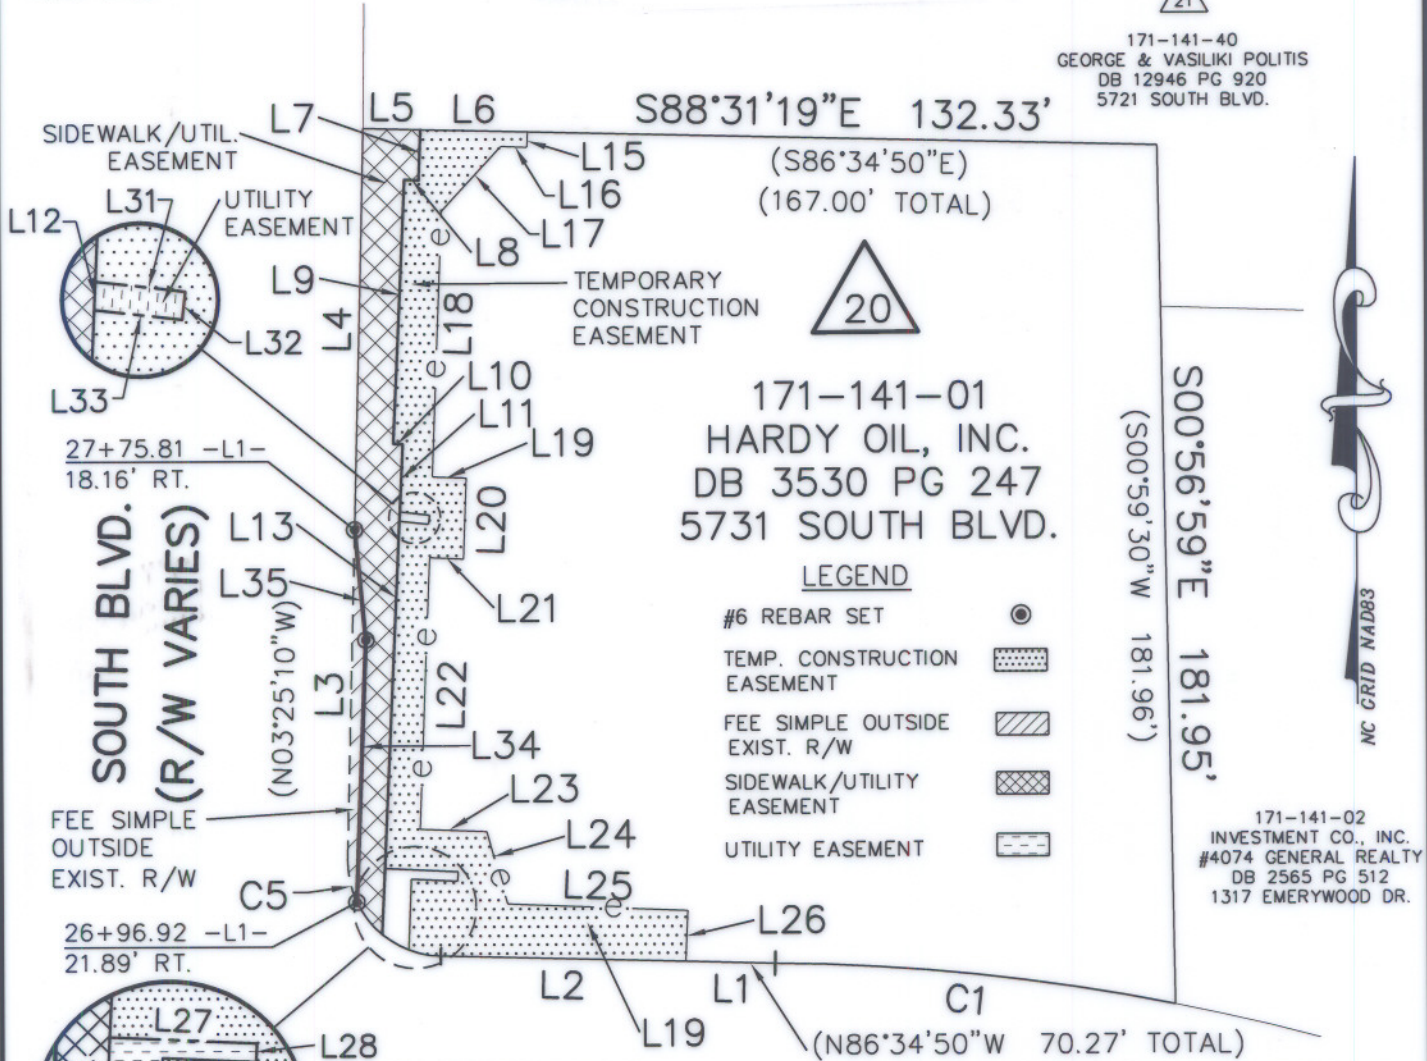 21
171-141-40
GEORGE & VASILIKI POLITIS
DB 12946 PG 920
5721 SOUTH BLVD.
L5
L6
S88°31'19"E 132.33'
L7
SIDEWALK/UTIL.
EASEMENT
L15
(S86°34'50"E)
L16
(167.00' TOTAL)
L31
UTILITY
EASEMENT
L12
L17
L8
L9
L4
L18
TEMPORARY
CONSTRUCTION
EASEMENT
20
L32
L33
L10
L11
L19
27+75.81 -L1-
18.16' RT.
171-141-01
HARDY OIL, INC.
DB 3530 PG 247
5731 SOUTH BLVD.
S00°56'59"E 181.95'
(S00°59'30"W 181.96')
SOUTH BLVD.
(R/W VARIES)
L13
L20
L35
L21
(N03°25'10"W)
LEGEND
#6 REBAR SET
TEMP. CONSTRUCTION
EASEMENT
FEE SIMPLE OUTSIDE
EXIST. R/W
SIDEWALK/UTILITY
EASEMENT
UTILITY EASEMENT
NC GRID NAD83
L3
L22
L34
L23
L24
FEE SIMPLE
OUTSIDE
EXIST. R/W
C5
L25
L26
e
e
e
e
e
e
171-141-02
INVESTMENT CO., INC.
#4074 GENERAL REALTY
DB 2565 PG 512
1317 EMERYWOOD DR.
26+96.92 -L1-
21.89' RT.
L2
L1
C1
L19
(N86°34'50"W 70.27' TOTAL)
L27
L28